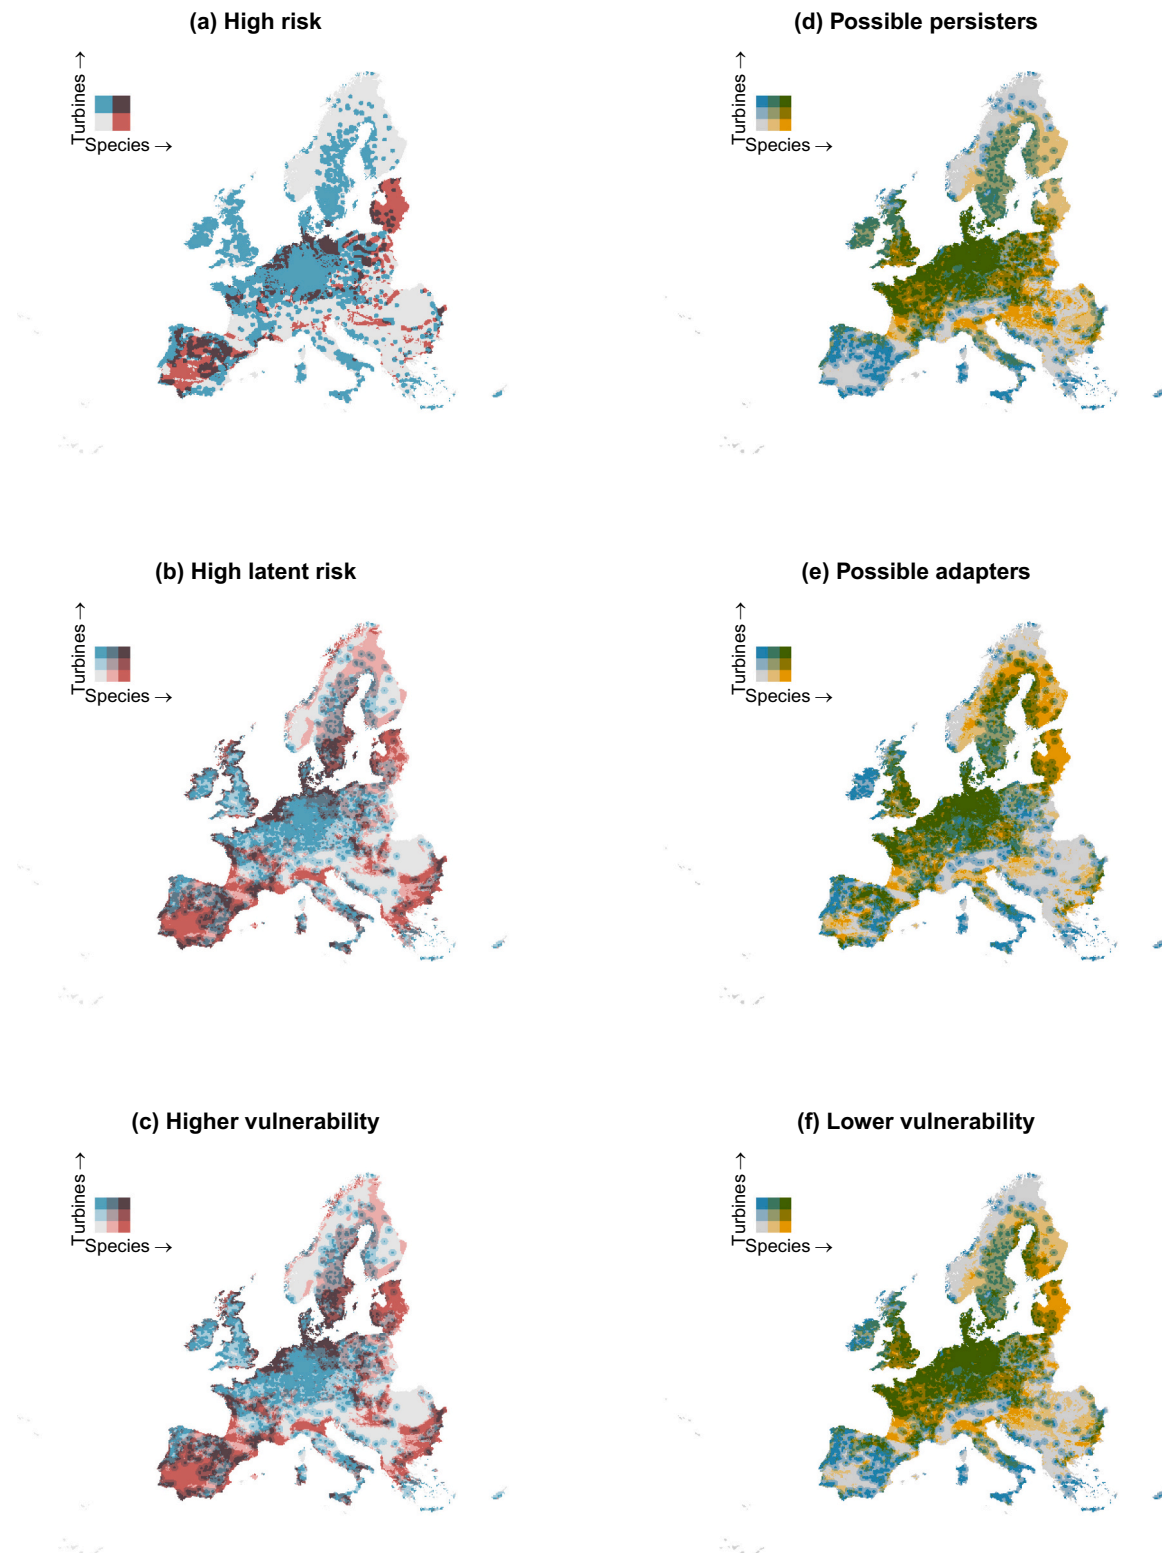 (a) High risk
Turbines →
Species →
(d) Possible persisters
Turbines →
Species →
(b) High latent risk
Turbines →
Species →
(e) Possible adapters
Turbines →
Species →
(c) Higher vulnerability
Turbines →
Species →
(f) Lower vulnerability
Turbines →
Species →